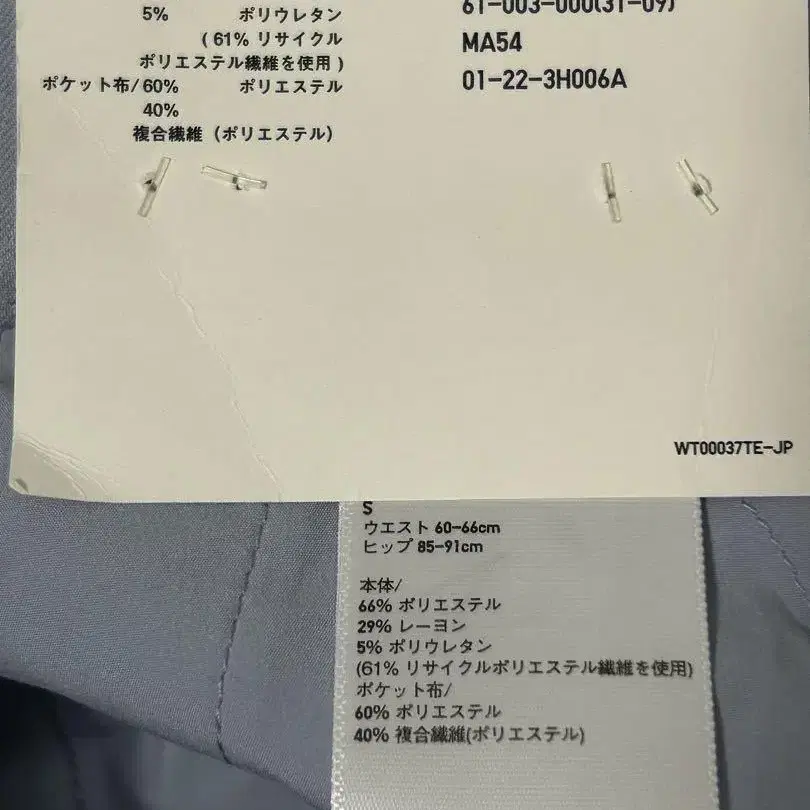 5% ポリウレタン
( 61% リサイクル
ポリエステル繊維を使用 )
ポケット布/ 60% ポリエステル
40%
複合繊維（ポリエステル）
61-003-000(31-09)
MA54
01-22-3H006A
WT00037TE-JP
S
ウエスト 60-66cm
ヒップ 85-91cm
本体/
66% ポリエステル
29% レーヨン
5% ポリウレタン
(61% リサイクルポリエステル繊維を使用)
ポケット布/
60% ポリエステル
40% 複合繊維(ポリエステル)